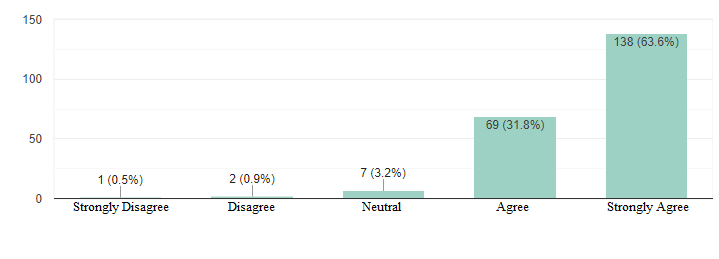 150
138 (63.6%)
100
69 (31.8%)
50
7 (3.2%)
1 (0.5%)
2 (0.9%)
0
Strongly Disagree
Disagree
Neutral
Agree
Strongly Agree